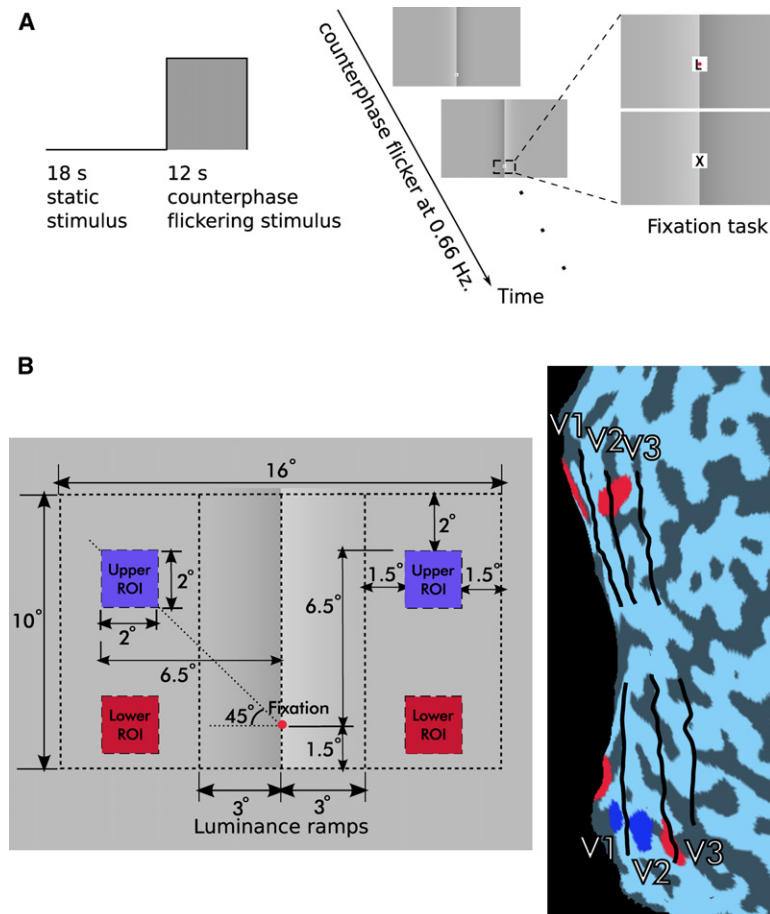 A
18 s
static
stimulus
12 s
counterphase
flickering stimulus
counterphase flicker at 0.66 Hz.
Time
L
X
Fixation task
B
16°
10°
Upper
ROI
2°
2°
6.5°
45°
Fixation
Lower
ROI
3°
3°
Luminance ramps
2°
6.5°
1.5°
Upper
ROI
1.5°
1.5°
Lower
ROI
V1
V2
V3
V1
V2
V3